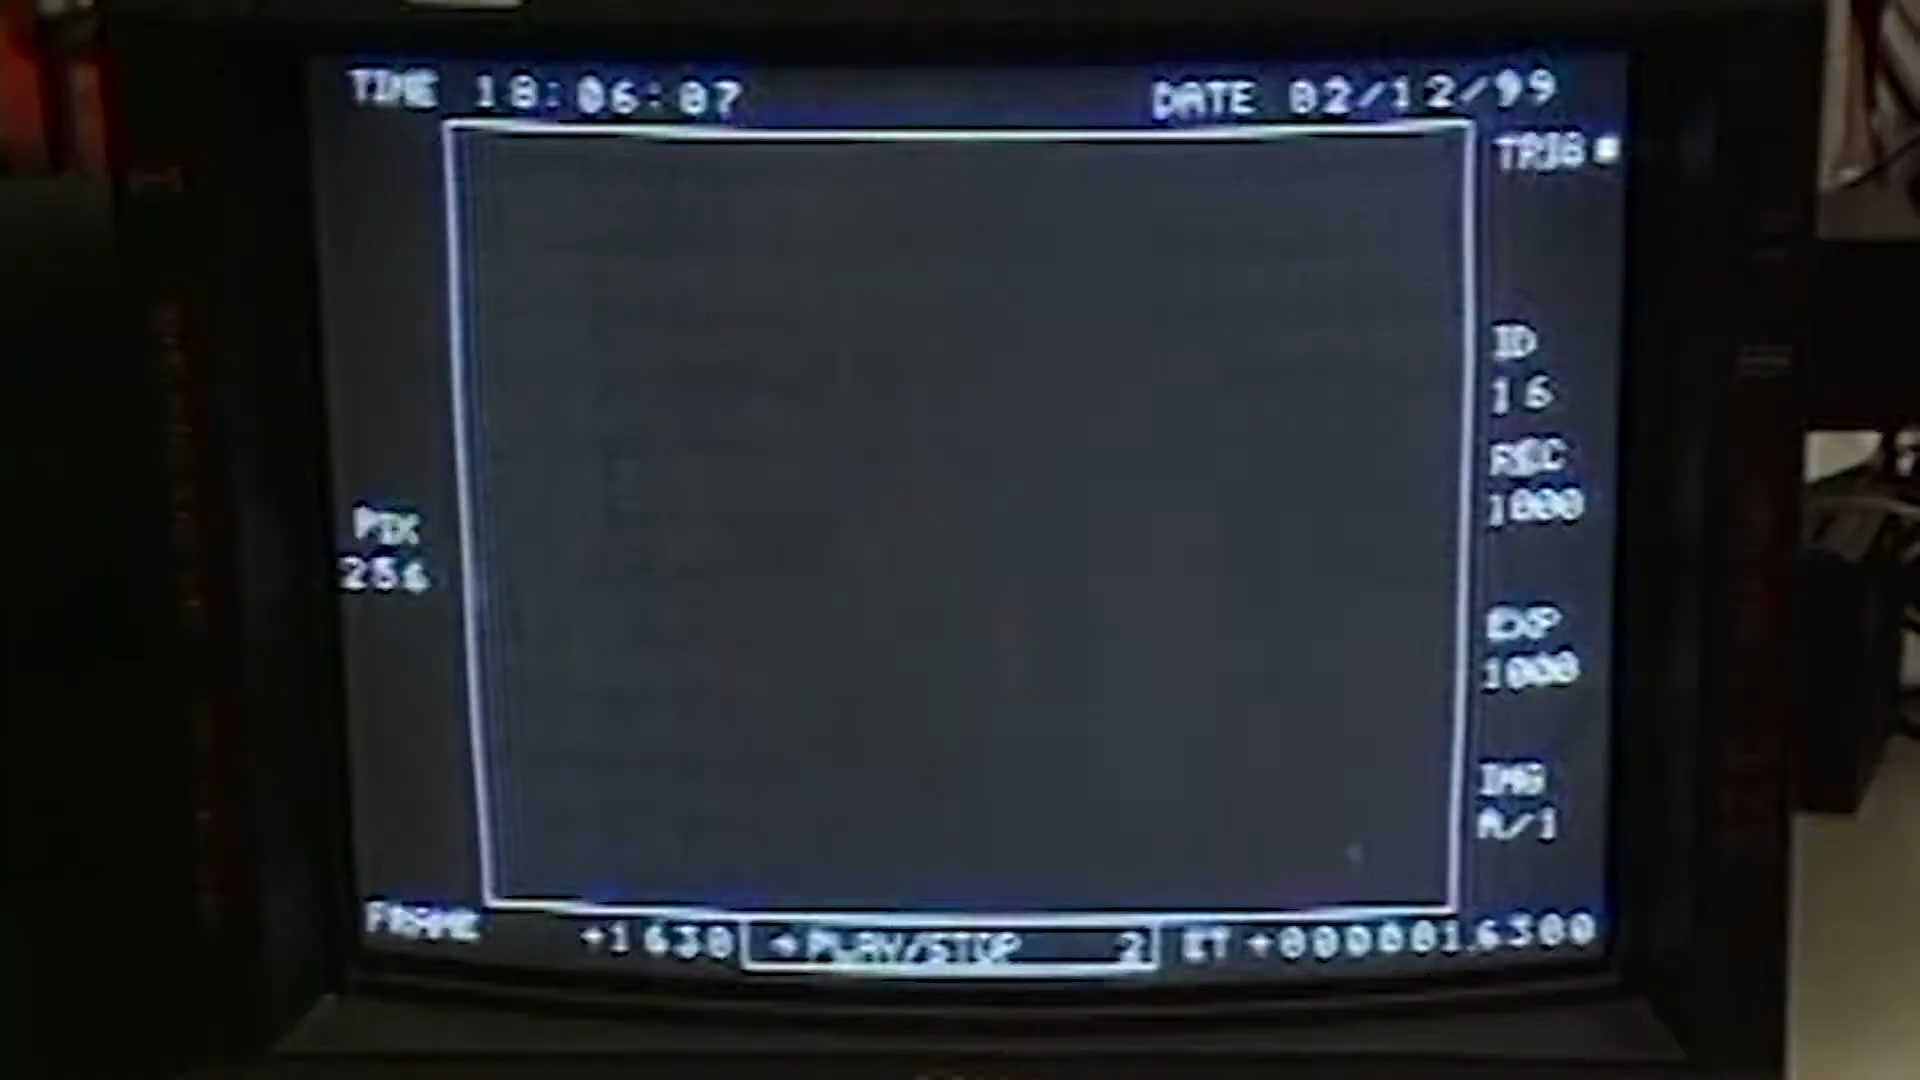 TIME 18:06:07 DATE 02/12/99
TRIG
ID
16
REC
1000
PIX
256
EXP
1000
IMG
A/1
FRAME +1630 →PLAY/STOP 2 ET +000001.6300